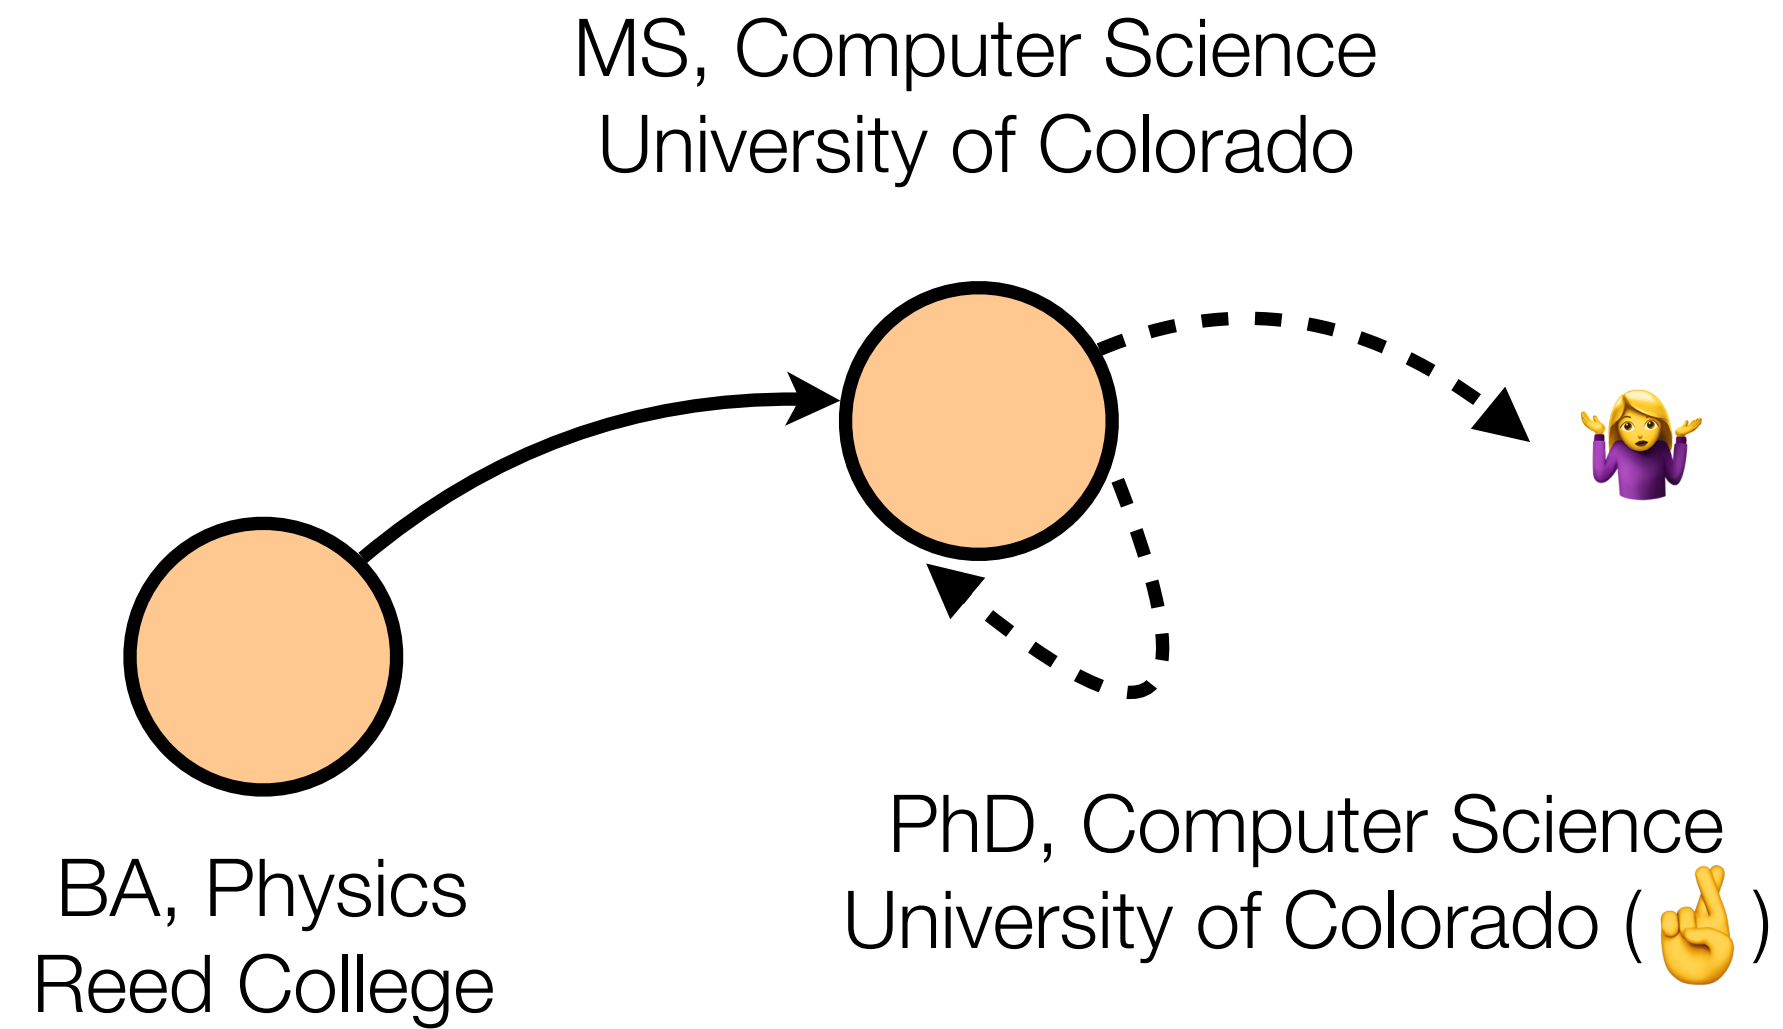 MS, Computer Science
University of Colorado
BA, Physics
Reed College
PhD, Computer Science
University of Colorado (🤞)